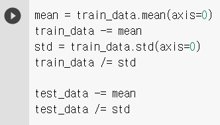 mean = train_data.mean(axis=0)
train_data -= mean
std = train_data.std(axis=0)
train_data /= std
test_data -= mean
test_data /= std